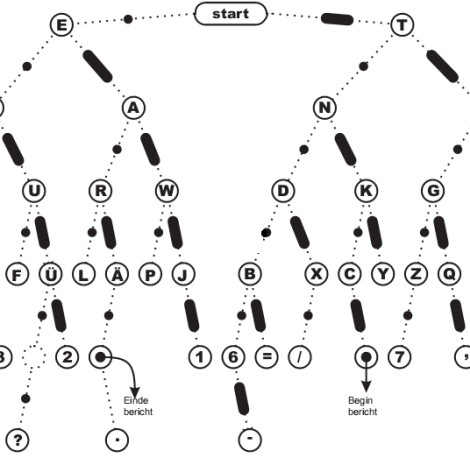 start
E T
A N
U R W D K G
F Ü L Ä P J B X C Y Z Q
2 1 6 = / 7 ,
Einde Begin
bericht bericht
? . -